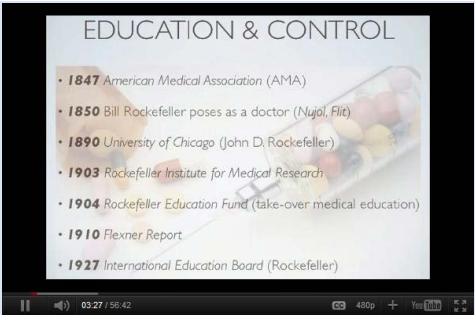 EDUCATION & CONTROL
• 1847 American Medical Association (AMA)
• 1850 Bill Rockefeller poses as a doctor (Nujol, Flit)
• 1890 University of Chicago (John D. Rockefeller)
• 1903 Rockefeller Institute for Medical Research
• 1904 Rockefeller Education Fund (take-over medical education)
• 1910 Flexner Report
• 1927 International Education Board (Rockefeller)
03:27 / 56:42 CC 480p YouTube